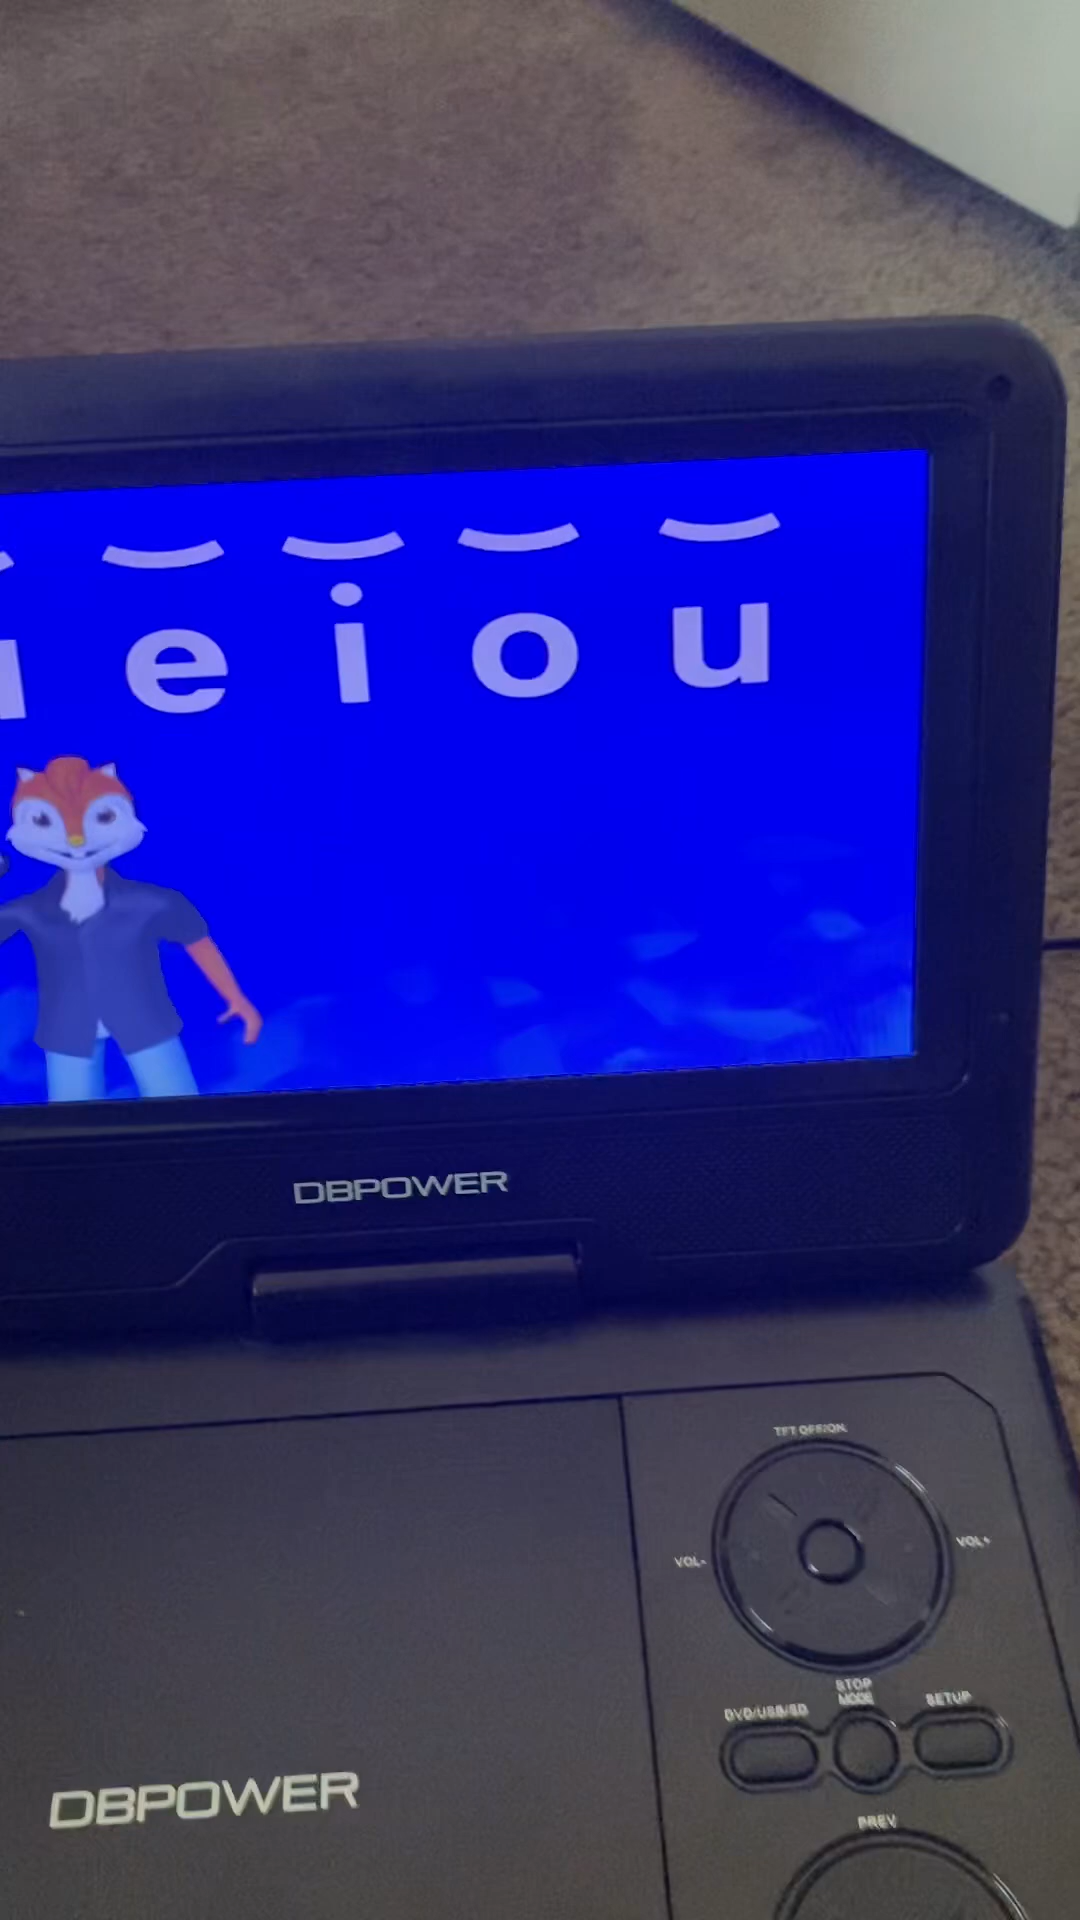 ĕ ĭ ŏ ŭ
DBPOWER
TFT OFF/ON
VOL- VOL+
STOP
MODE
DVD/USB/SD SETUP
DBPOWER
PREV